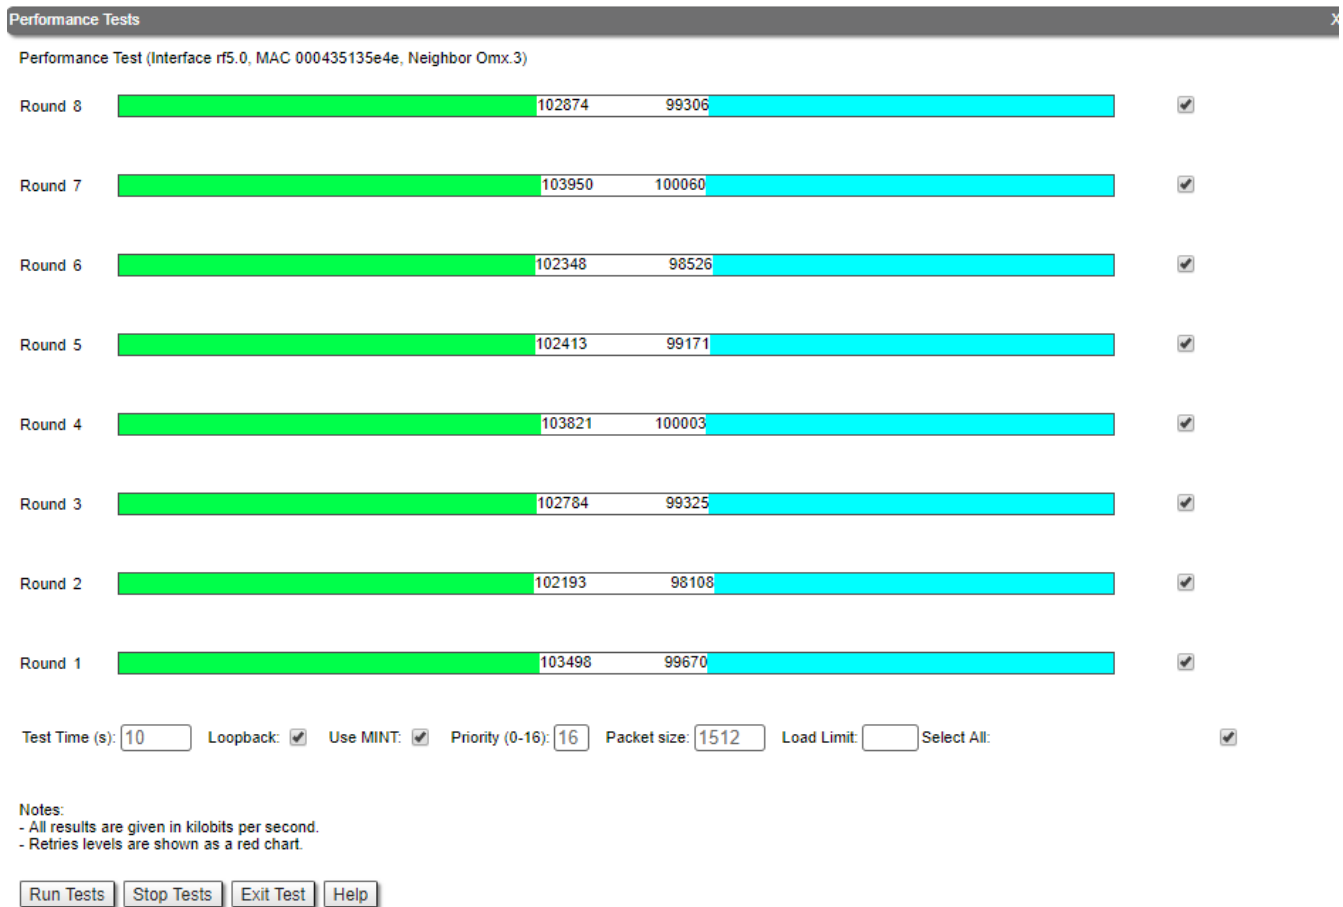 Performance Tests X
Performance Test (Interface rf5.0, MAC 000435135e4e, Neighbor Omx.3)
Round 8 102874 99306
Round 7 103950 100060
Round 6 102348 98526
Round 5 102413 99171
Round 4 103821 100003
Round 3 102784 99325
Round 2 102193 98108
Round 1 103498 99670
Test Time (s): 10 Loopback: Use MINT: Priority (0-16): 16 Packet size: 1512 Load Limit: Select All:
Notes:
- All results are given in kilobits per second.
- Retries levels are shown as a red chart.
Run Tests Stop Tests Exit Test Help